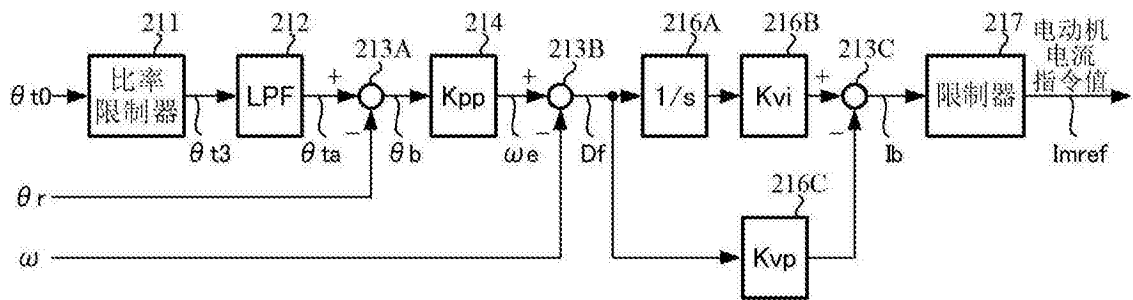 211
212
213A
214
213B
216A
216B
213C
217
电动机
电流
指令值
θt0
比率
限制器
LPF
+
−
Kpp
+
−
1/s
Kvi
+
−
限制器
θt3
θta
θb
ωe
Df
Ib
Imref
θr
216C
ω
Kvp